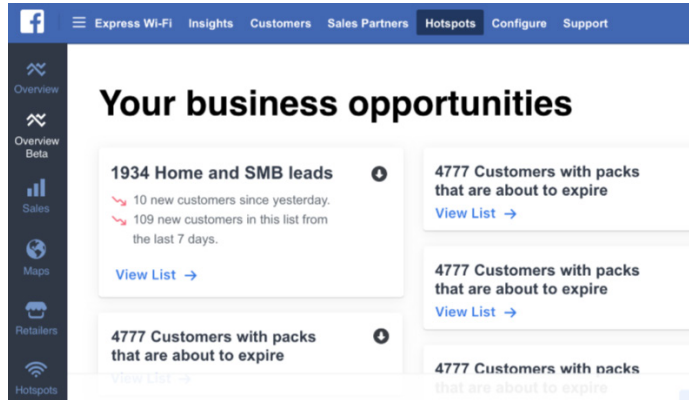 Express Wi-Fi Insights Customers Sales Partners Hotspots Configure Support
Overview
Overview
Beta
Sales
Maps
Retailers
Hotspots
Your business opportunities
1934 Home and SMB leads
10 new customers since yesterday.
109 new customers in this list from
the last 7 days.
View List →
4777 Customers with packs
that are about to expire
View List →
4777 Customers with packs
that are about to expire
View List →
4777 Customers with packs
that are about to expire
View List →
4777 Customers with packs
that are about to expire